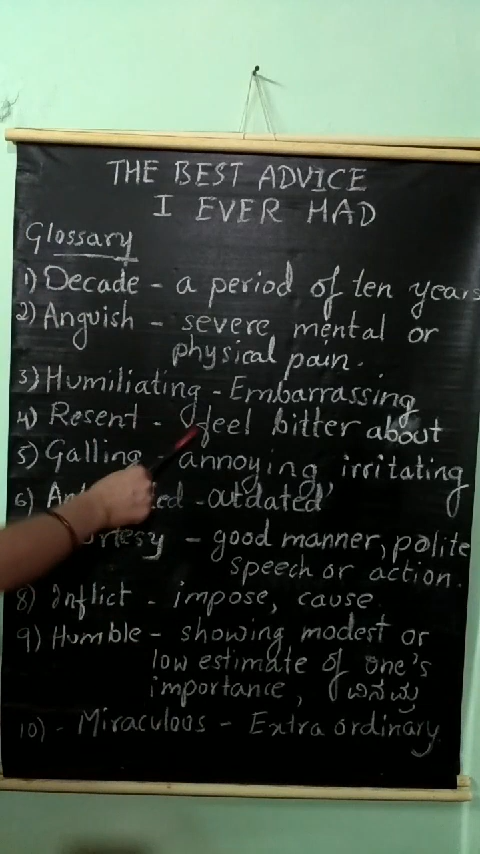 THE BEST ADVICE
I EVER HAD
Glossary
1) Decade - a period of ten years
2) Anguish - severe mental or
physical pain.
3) Humiliating - Embarrassing
4) Resent - feel bitter about
5) Galling - annoying, irritating
6) - outdated
- good manner, polite
speech or action.
8) Inflict - impose, cause.
9) Humble - showing modest or
low estimate of one's
importance, ವಿನಮ್ರ
10) - Miraculous - Extra ordinary.